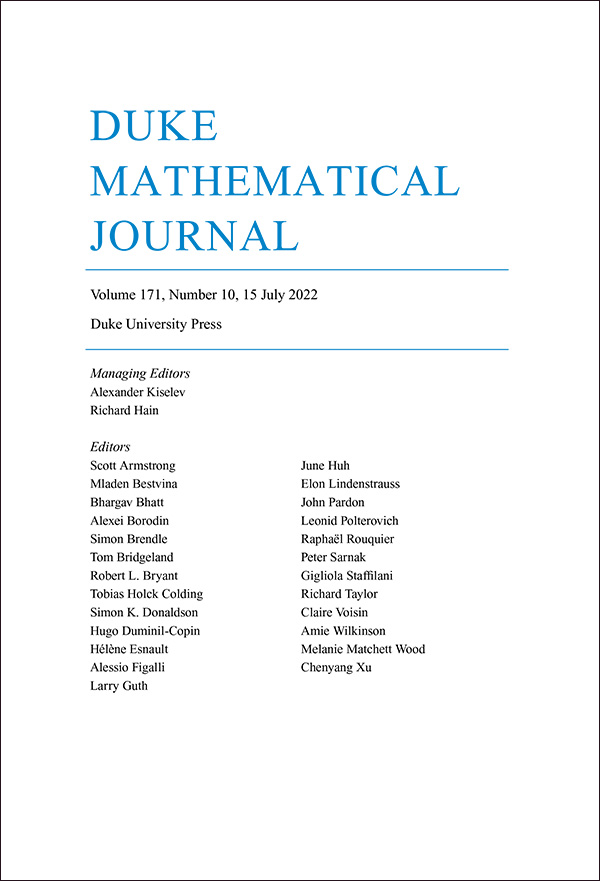 DUKE
MATHEMATICAL
JOURNAL
Volume 171, Number 10, 15 July 2022
Duke University Press
Managing Editors
Alexander Kiselev
Richard Hain
Editors
Scott Armstrong
Mladen Bestvina
Bhargav Bhatt
Alexei Borodin
Simon Brendle
Tom Bridgeland
Robert L. Bryant
Tobias Holck Colding
Simon K. Donaldson
Hugo Duminil-Copin
Hélène Esnault
Alessio Figalli
Larry Guth
June Huh
Elon Lindenstrauss
John Pardon
Leonid Polterovich
Raphaël Rouquier
Peter Sarnak
Gigliola Staffilani
Richard Taylor
Claire Voisin
Amie Wilkinson
Melanie Matchett Wood
Chenyang Xu